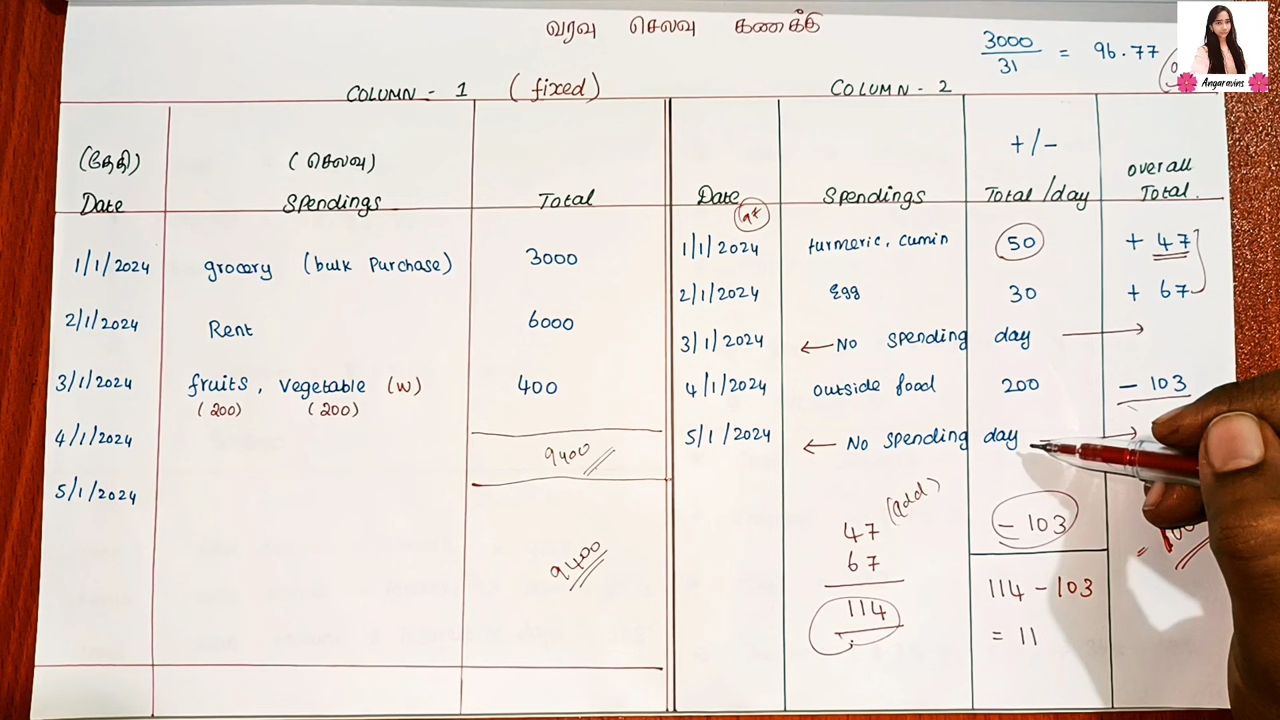 வரவு செலவு கணக்கு
3000
31
= 96.77
Angaravins
COLUMN - 1 (fixed)
COLUMN - 2
(தேதி)
Date
(செலவு)
Spendings
Total
1/1/2024 grocery (bulk Purchase) 3000
2/1/2024 Rent 6000
3/1/2024 fruits, Vegetable (W) 400
(200) (200)
4/1/2024
9400
5/1/2024
9400
Date
Spendings
+/-
Total/day
overall
Total.
1/1/2024 turmeric, Cumin 50 + 47
2/1/2024 Egg 30 + 67
3/1/2024 ← No spending day →
4/1/2024 outside food 200 - 103
5/1/2024 ← No spending day →
47 (add)
67
114
- 103
114 - 103
= 11
=